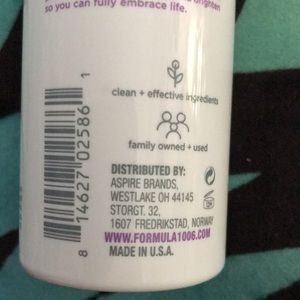 so you can fully embrace life.
clean + effective ingredients
family owned + used
DISTRIBUTED BY:
ASPIRE BRANDS,
WESTLAKE OH 44145
STORGT. 32,
1607 FREDRIKSTAD, NORWAY
WWW.FORMULA1006.COM
MADE IN U.S.A.
8 14627 02586 1